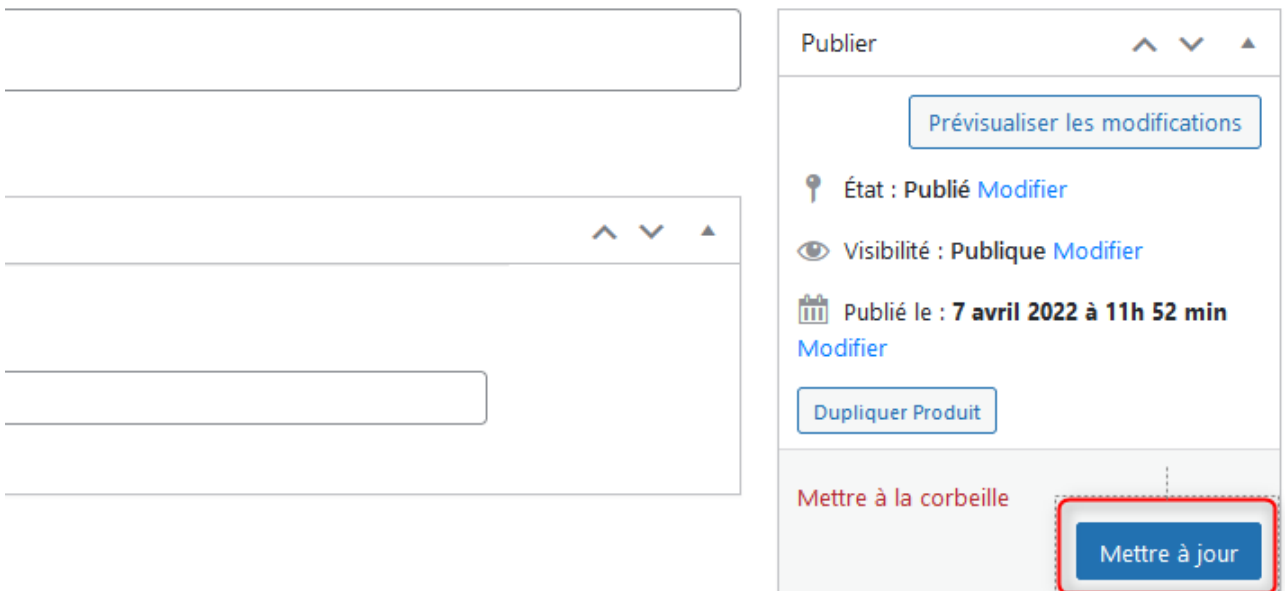 Publier
Prévisualiser les modifications
État : Publié Modifier
Visibilité : Publique Modifier
Publié le : 7 avril 2022 à 11h 52 min
Modifier
Dupliquer Produit
Mettre à la corbeille
Mettre à jour